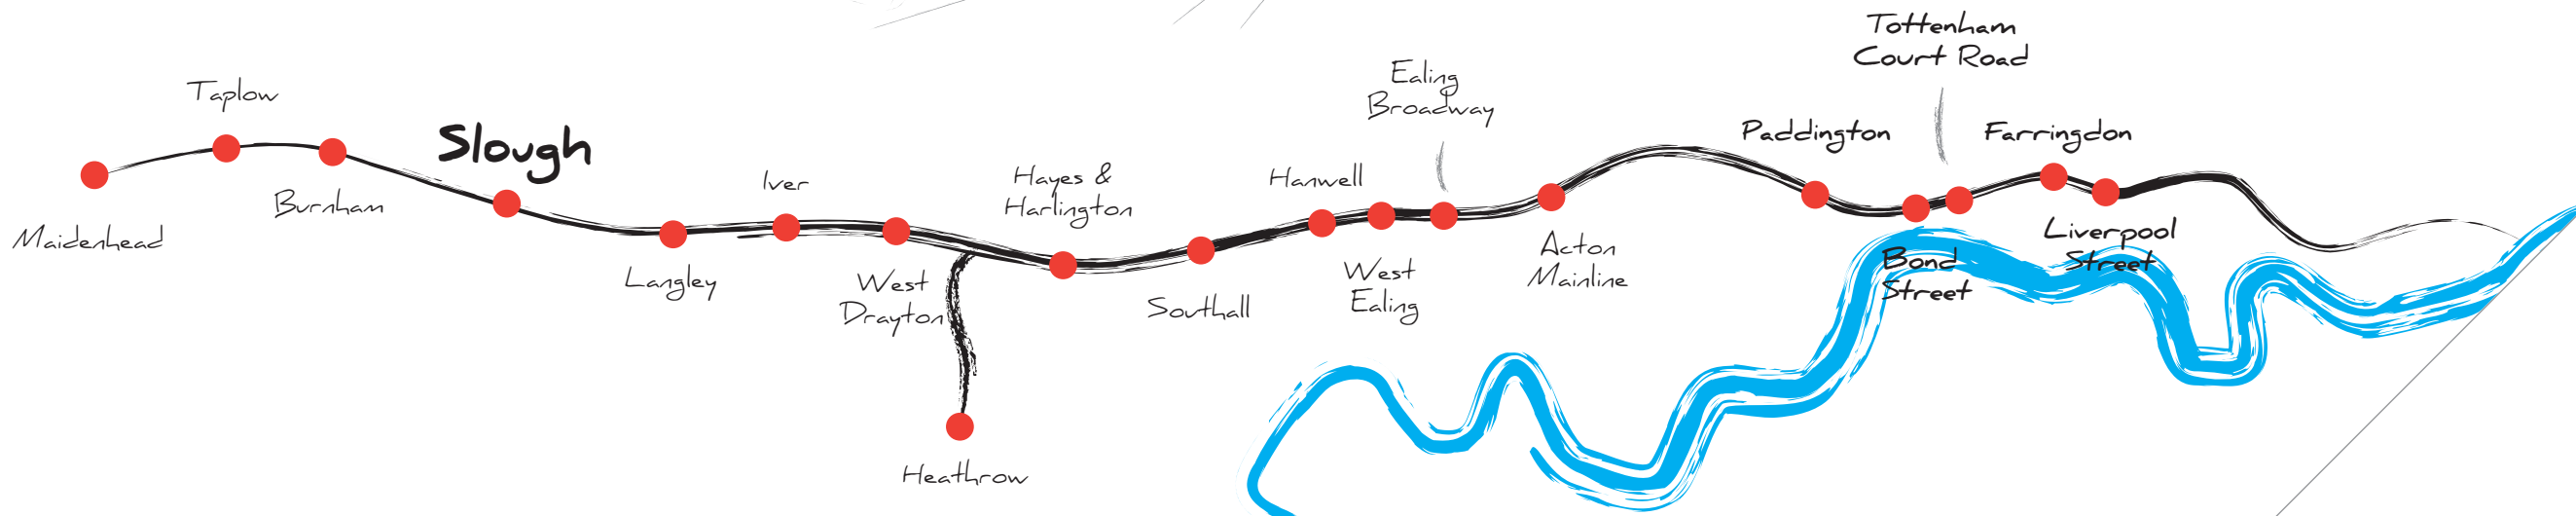 Maidenhead
Taplow
Burnham
Slough
Langley
Iver
West
Drayton
Heathrow
Hayes &
Harlington
Southall
Hanwell
West
Ealing
Ealing
Broadway
Acton
Mainline
Paddington
Bond
Street
Tottenham
Court Road
Farringdon
Liverpool
Street